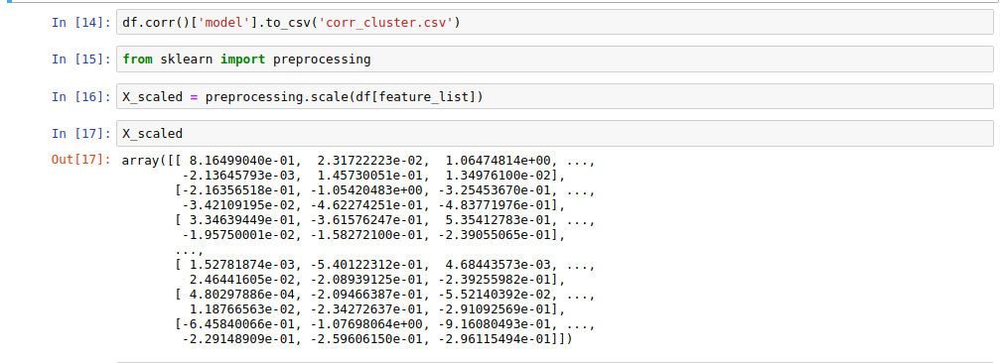 In [14]: df.corr()['model'].to_csv('corr_cluster.csv')
In [15]: from sklearn import preprocessing
In [16]: X_scaled = preprocessing.scale(df[feature_list])
In [17]: X_scaled
Out[17]: array([[ 8.16499040e-01,  2.31722223e-02,  1.06474814e+00, ...,
        -2.13645793e-03,  1.45730051e-01,  1.34976100e-02],
       [-2.16356518e-01, -1.05420483e+00, -3.25453670e-01, ...,
        -3.42109195e-02, -4.62274251e-01, -4.83771976e-01],
       [ 3.34639449e-01, -3.61576247e-01,  5.35412783e-01, ...,
        -1.95750001e-02, -1.58272100e-01, -2.39055065e-01],
       ...,
       [ 1.52781874e-03, -5.40122312e-01,  4.68443573e-03, ...,
         2.46441605e-02, -2.08939125e-01, -2.39255982e-01],
       [ 4.80297886e-04, -2.09466387e-01, -5.52140392e-02, ...,
         1.18766563e-02, -2.34272637e-01, -2.91092569e-01],
       [-6.45840066e-01, -1.07698064e+00, -9.16080493e-01, ...,
        -2.29148909e-01, -2.59606150e-01, -2.96115494e-01]])